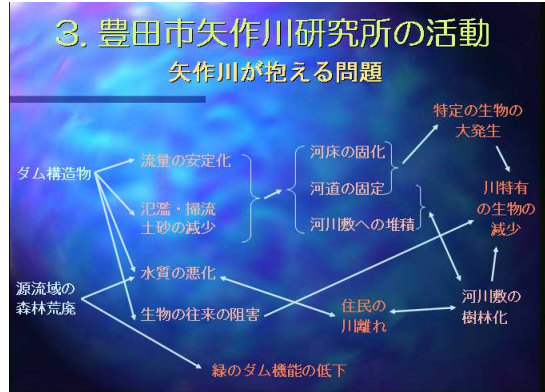 3. 豊田市矢作川研究所の活動
矢作川が抱える問題
特定の生物の
大発生
ダム構造物
流量の安定化
氾濫・掃流
土砂の減少
河床の固化
河道の固定
河川敷への堆積
川特有
の生物の
減少
源流域の
森林荒廃
水質の悪化
生物の往来の阻害
住民の
川離れ
河川敷の
樹林化
緑のダム機能の低下